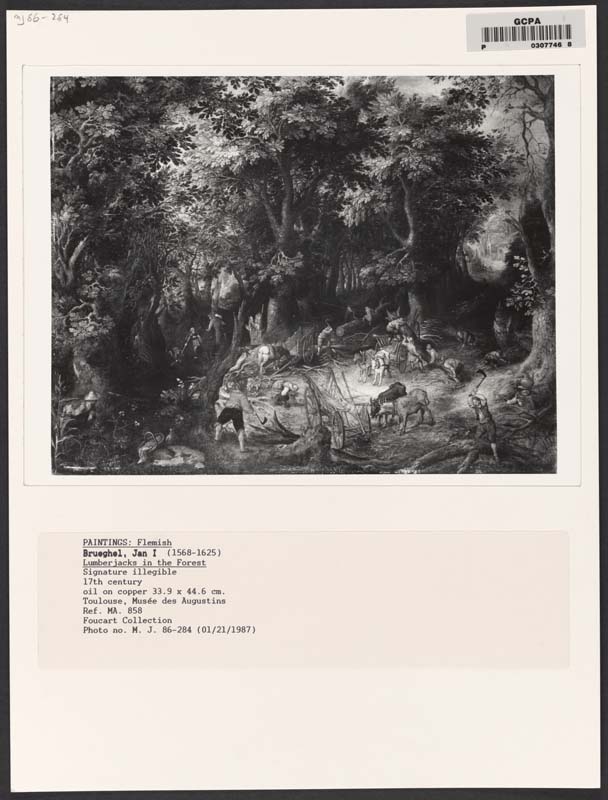 mj 86-284
GCPA
P 0307746 8
PAINTINGS: Flemish
Brueghel, Jan I (1568-1625)
Lumberjacks in the Forest
Signature illegible
17th century
oil on copper 33.9 x 44.6 cm.
Toulouse, Musée des Augustins
Ref. MA. 858
Foucart Collection
Photo no. M. J. 86-284 (01/21/1987)